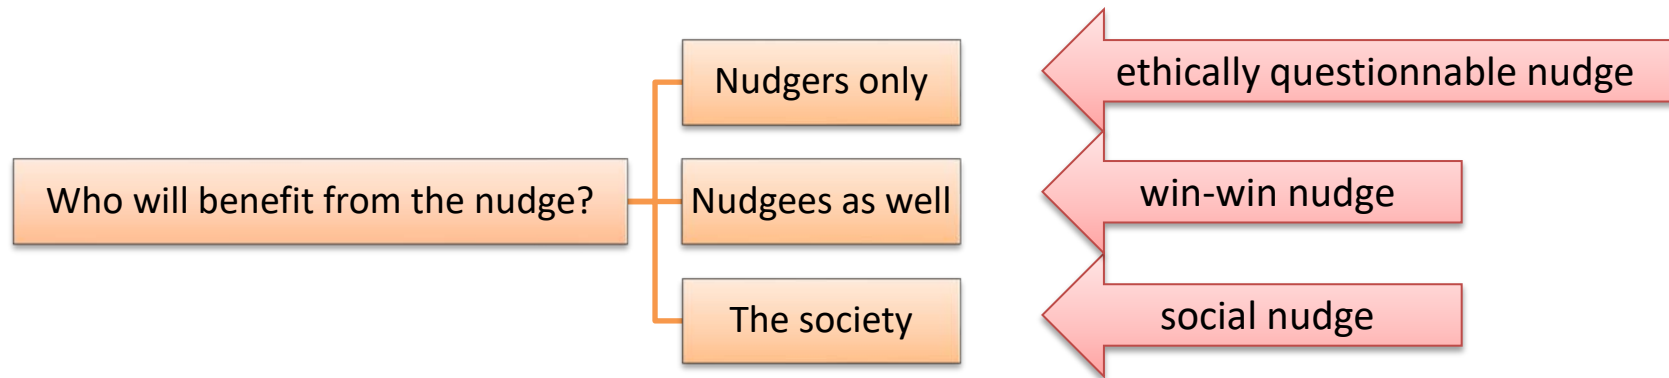 Nudgers only
ethically questionnable nudge
Who will benefit from the nudge?
Nudgees as well
win-win nudge
The society
social nudge